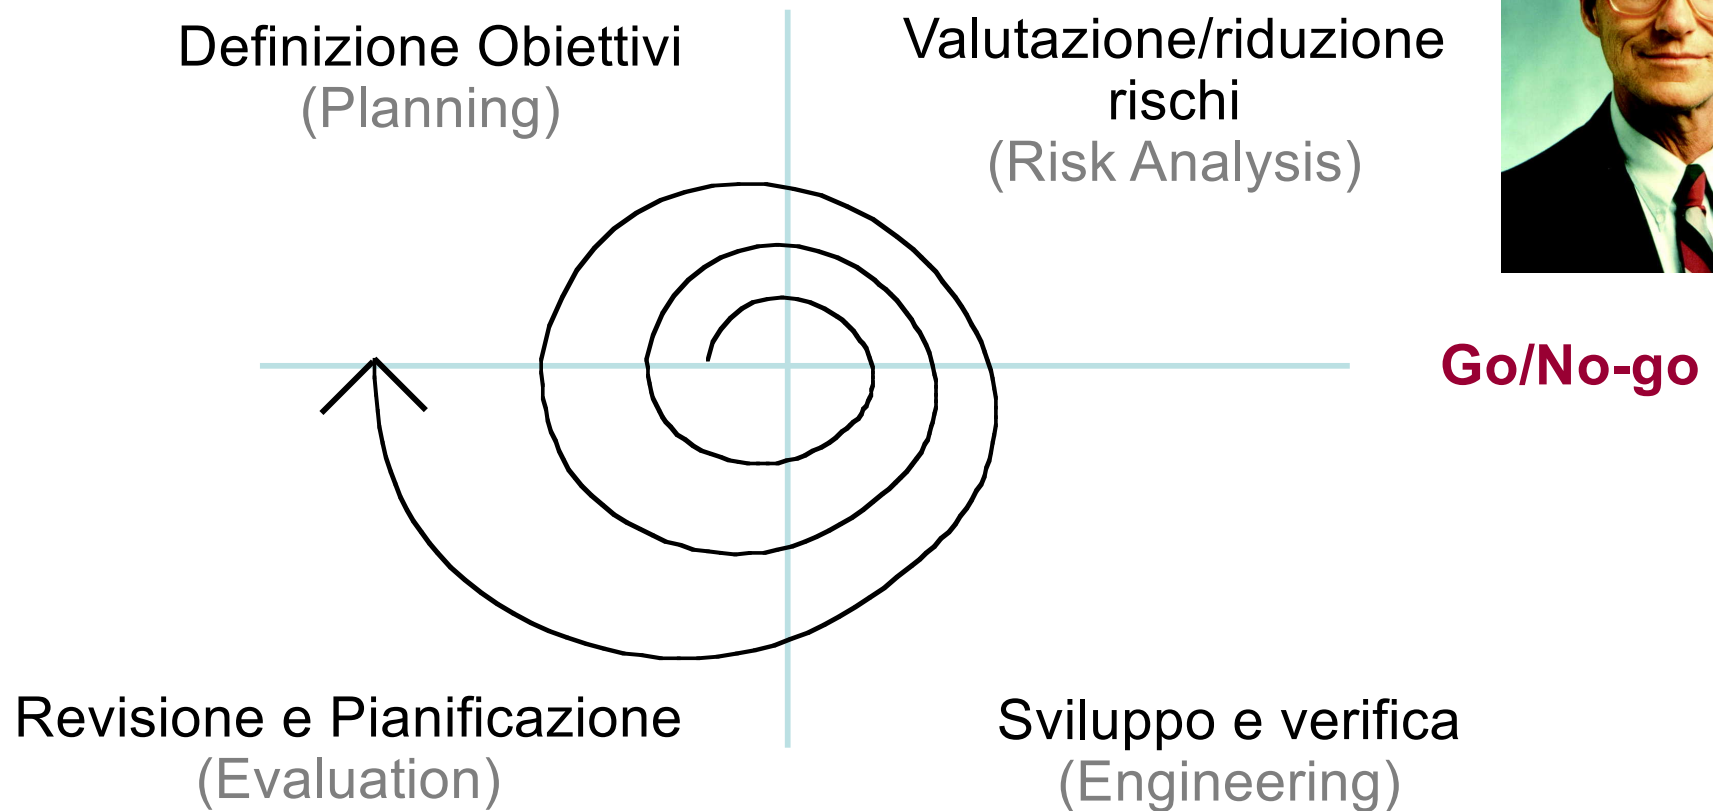 Definizione Obiettivi
(Planning)
Valutazione/riduzione
rischi
(Risk Analysis)
Go/No-go
Revisione e Pianificazione
(Evaluation)
Sviluppo e verifica
(Engineering)